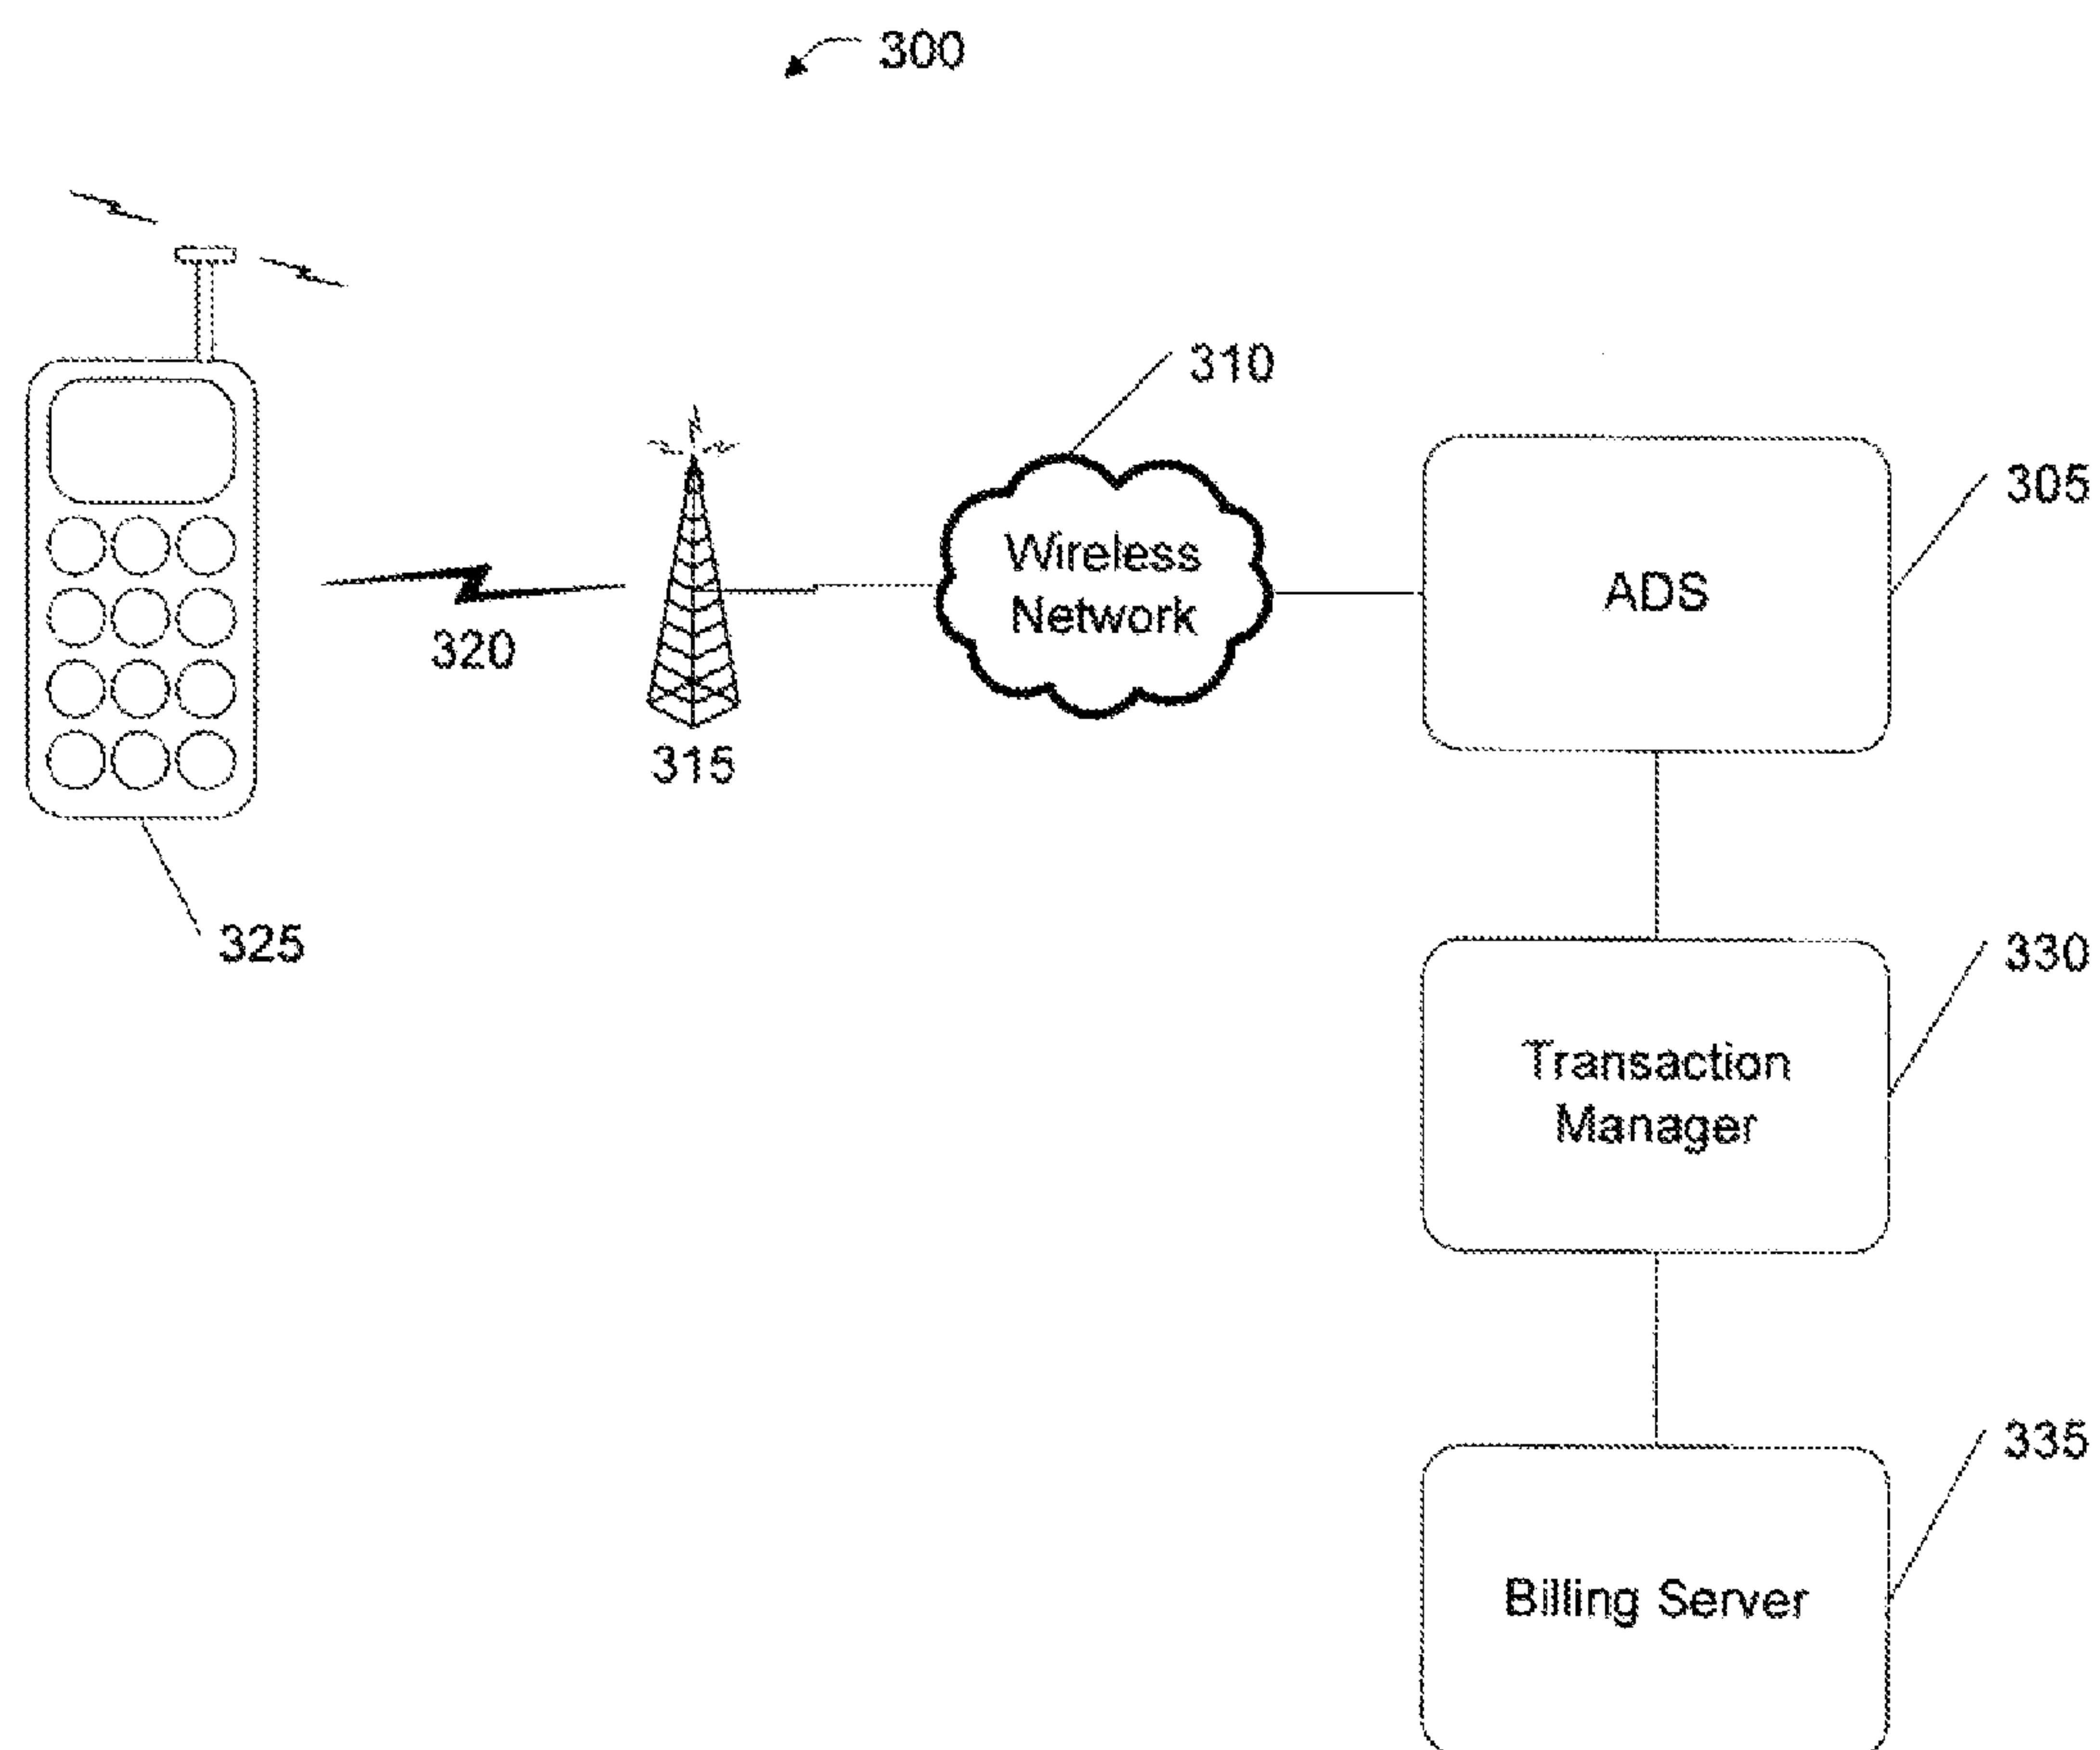 300
310
Wireless
Network
305
ADS
320
315
325
330
Transaction
Manager
335
Billing Server